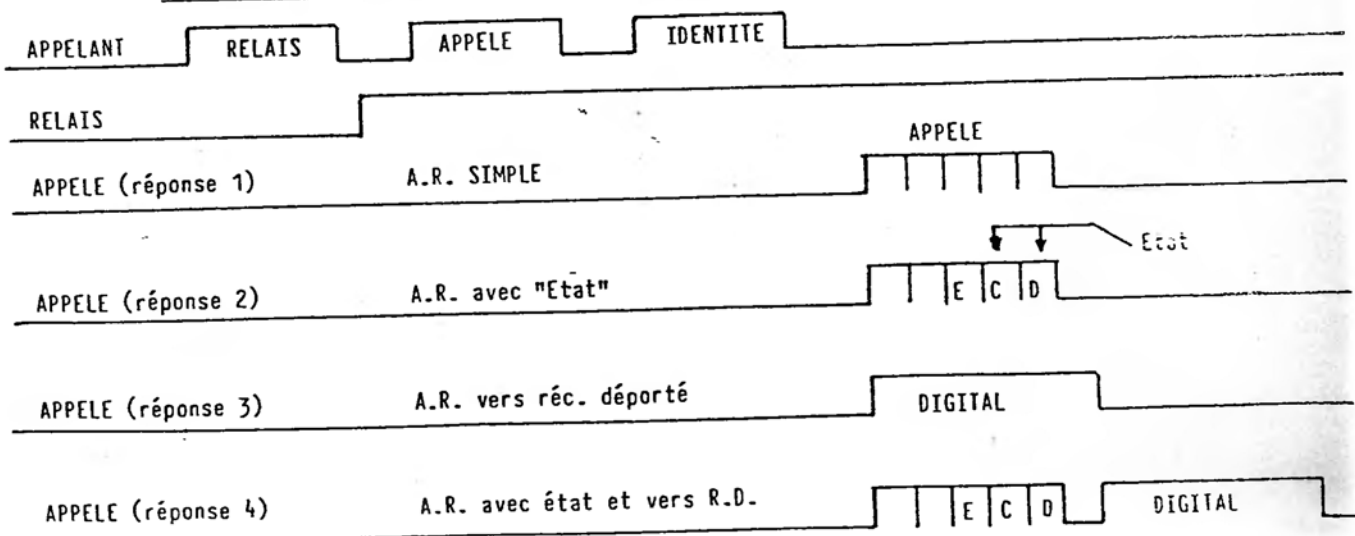 APPELANT RELAIS APPELE IDENTITE
RELAIS
APPELE
APPELE (réponse 1) A.R. SIMPLE
Etat
APPELE (réponse 2) A.R. avec "Etat" E C D
APPELE (réponse 3) A.R. vers réc. déporté DIGITAL
APPELE (réponse 4) A.R. avec état et vers R.D. E C D DIGITAL